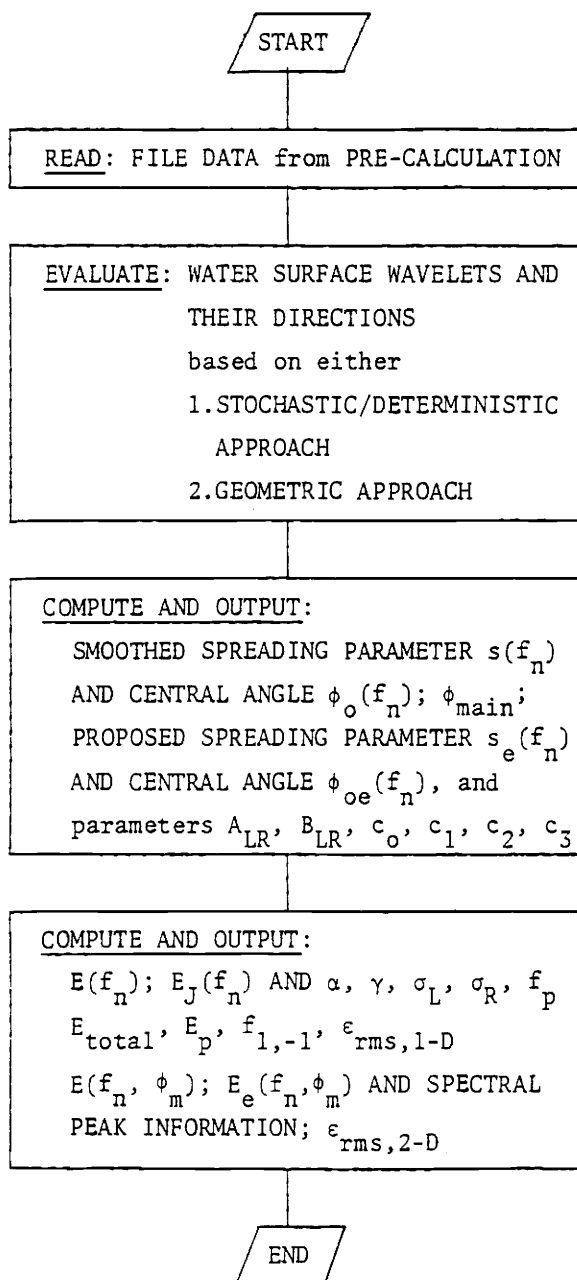 START
READ: FILE DATA from PRE-CALCULATION
EVALUATE: WATER SURFACE WAVELETS AND
THEIR DIRECTIONS
based on either
1.STOCHASTIC/DETERMINISTIC
APPROACH
2.GEOMETRIC APPROACH
COMPUTE AND OUTPUT:
SMOOTHED SPREADING PARAMETER s(f_n)
AND CENTRAL ANGLE ϕ_o(f_n); ϕ_main;
PROPOSED SPREADING PARAMETER s_e(f_n)
AND CENTRAL ANGLE ϕ_oe(f_n), and
parameters A_LR, B_LR, c_o, c_1, c_2, c_3
COMPUTE AND OUTPUT:
E(f_n); E_J(f_n) AND α, γ, σ_L, σ_R, f_p
E_total, E_p, f_1,-1, ε_rms,1-D
E(f_n, ϕ_m); E_e(f_n,ϕ_m) AND SPECTRAL
PEAK INFORMATION; ε_rms,2-D
END